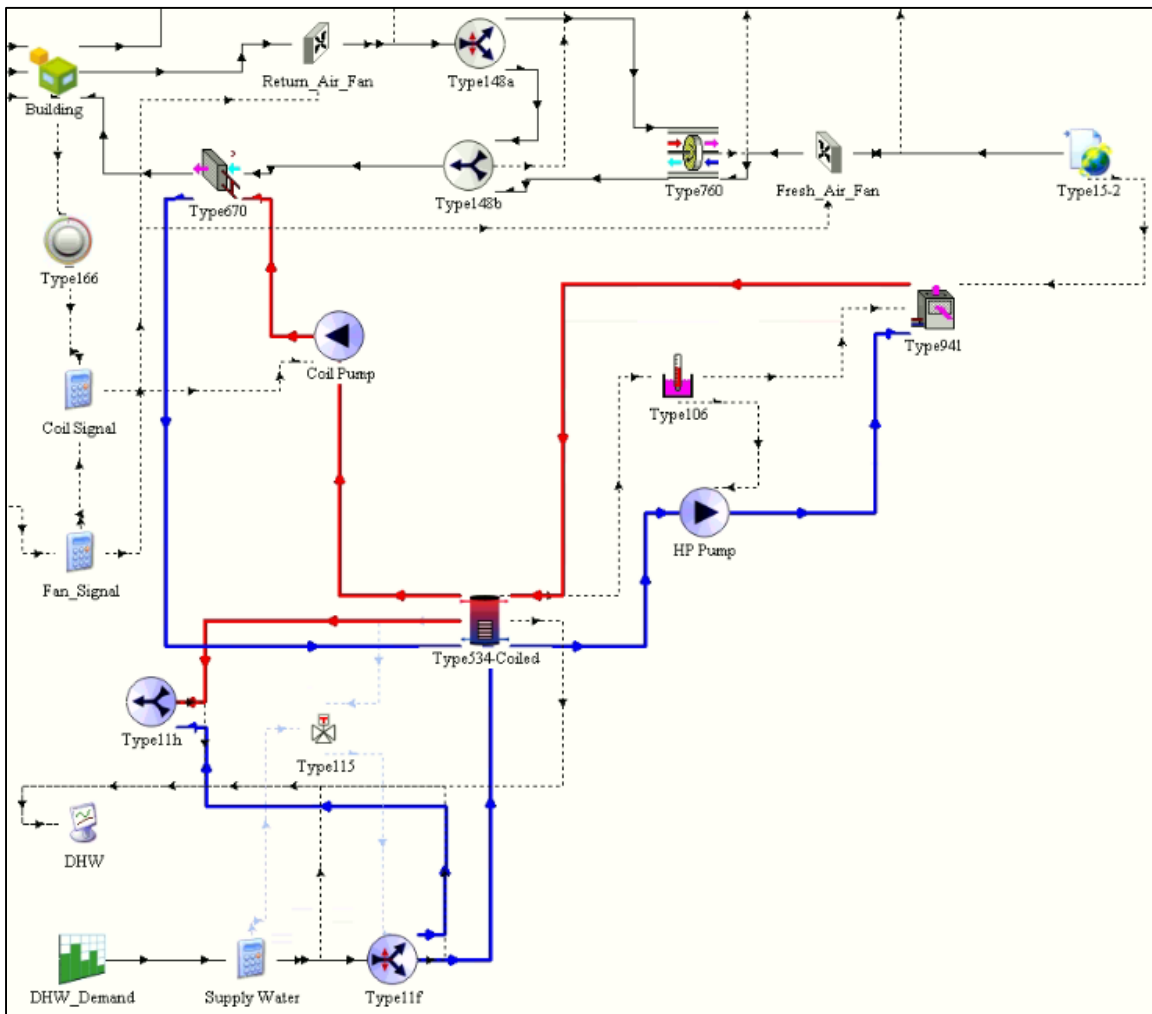 Return_Air_Fan
Type148a
Building
Type670
Type148b
Type760
Fresh_Air_Fan
Type15-2
Type166
Type941
Coil Pump
Type106
Coil Signal
HP Pump
Fan_Signal
Type534-Coiled
Type11h
Type115
DHW
DHW_Demand
Supply Water
Type11f